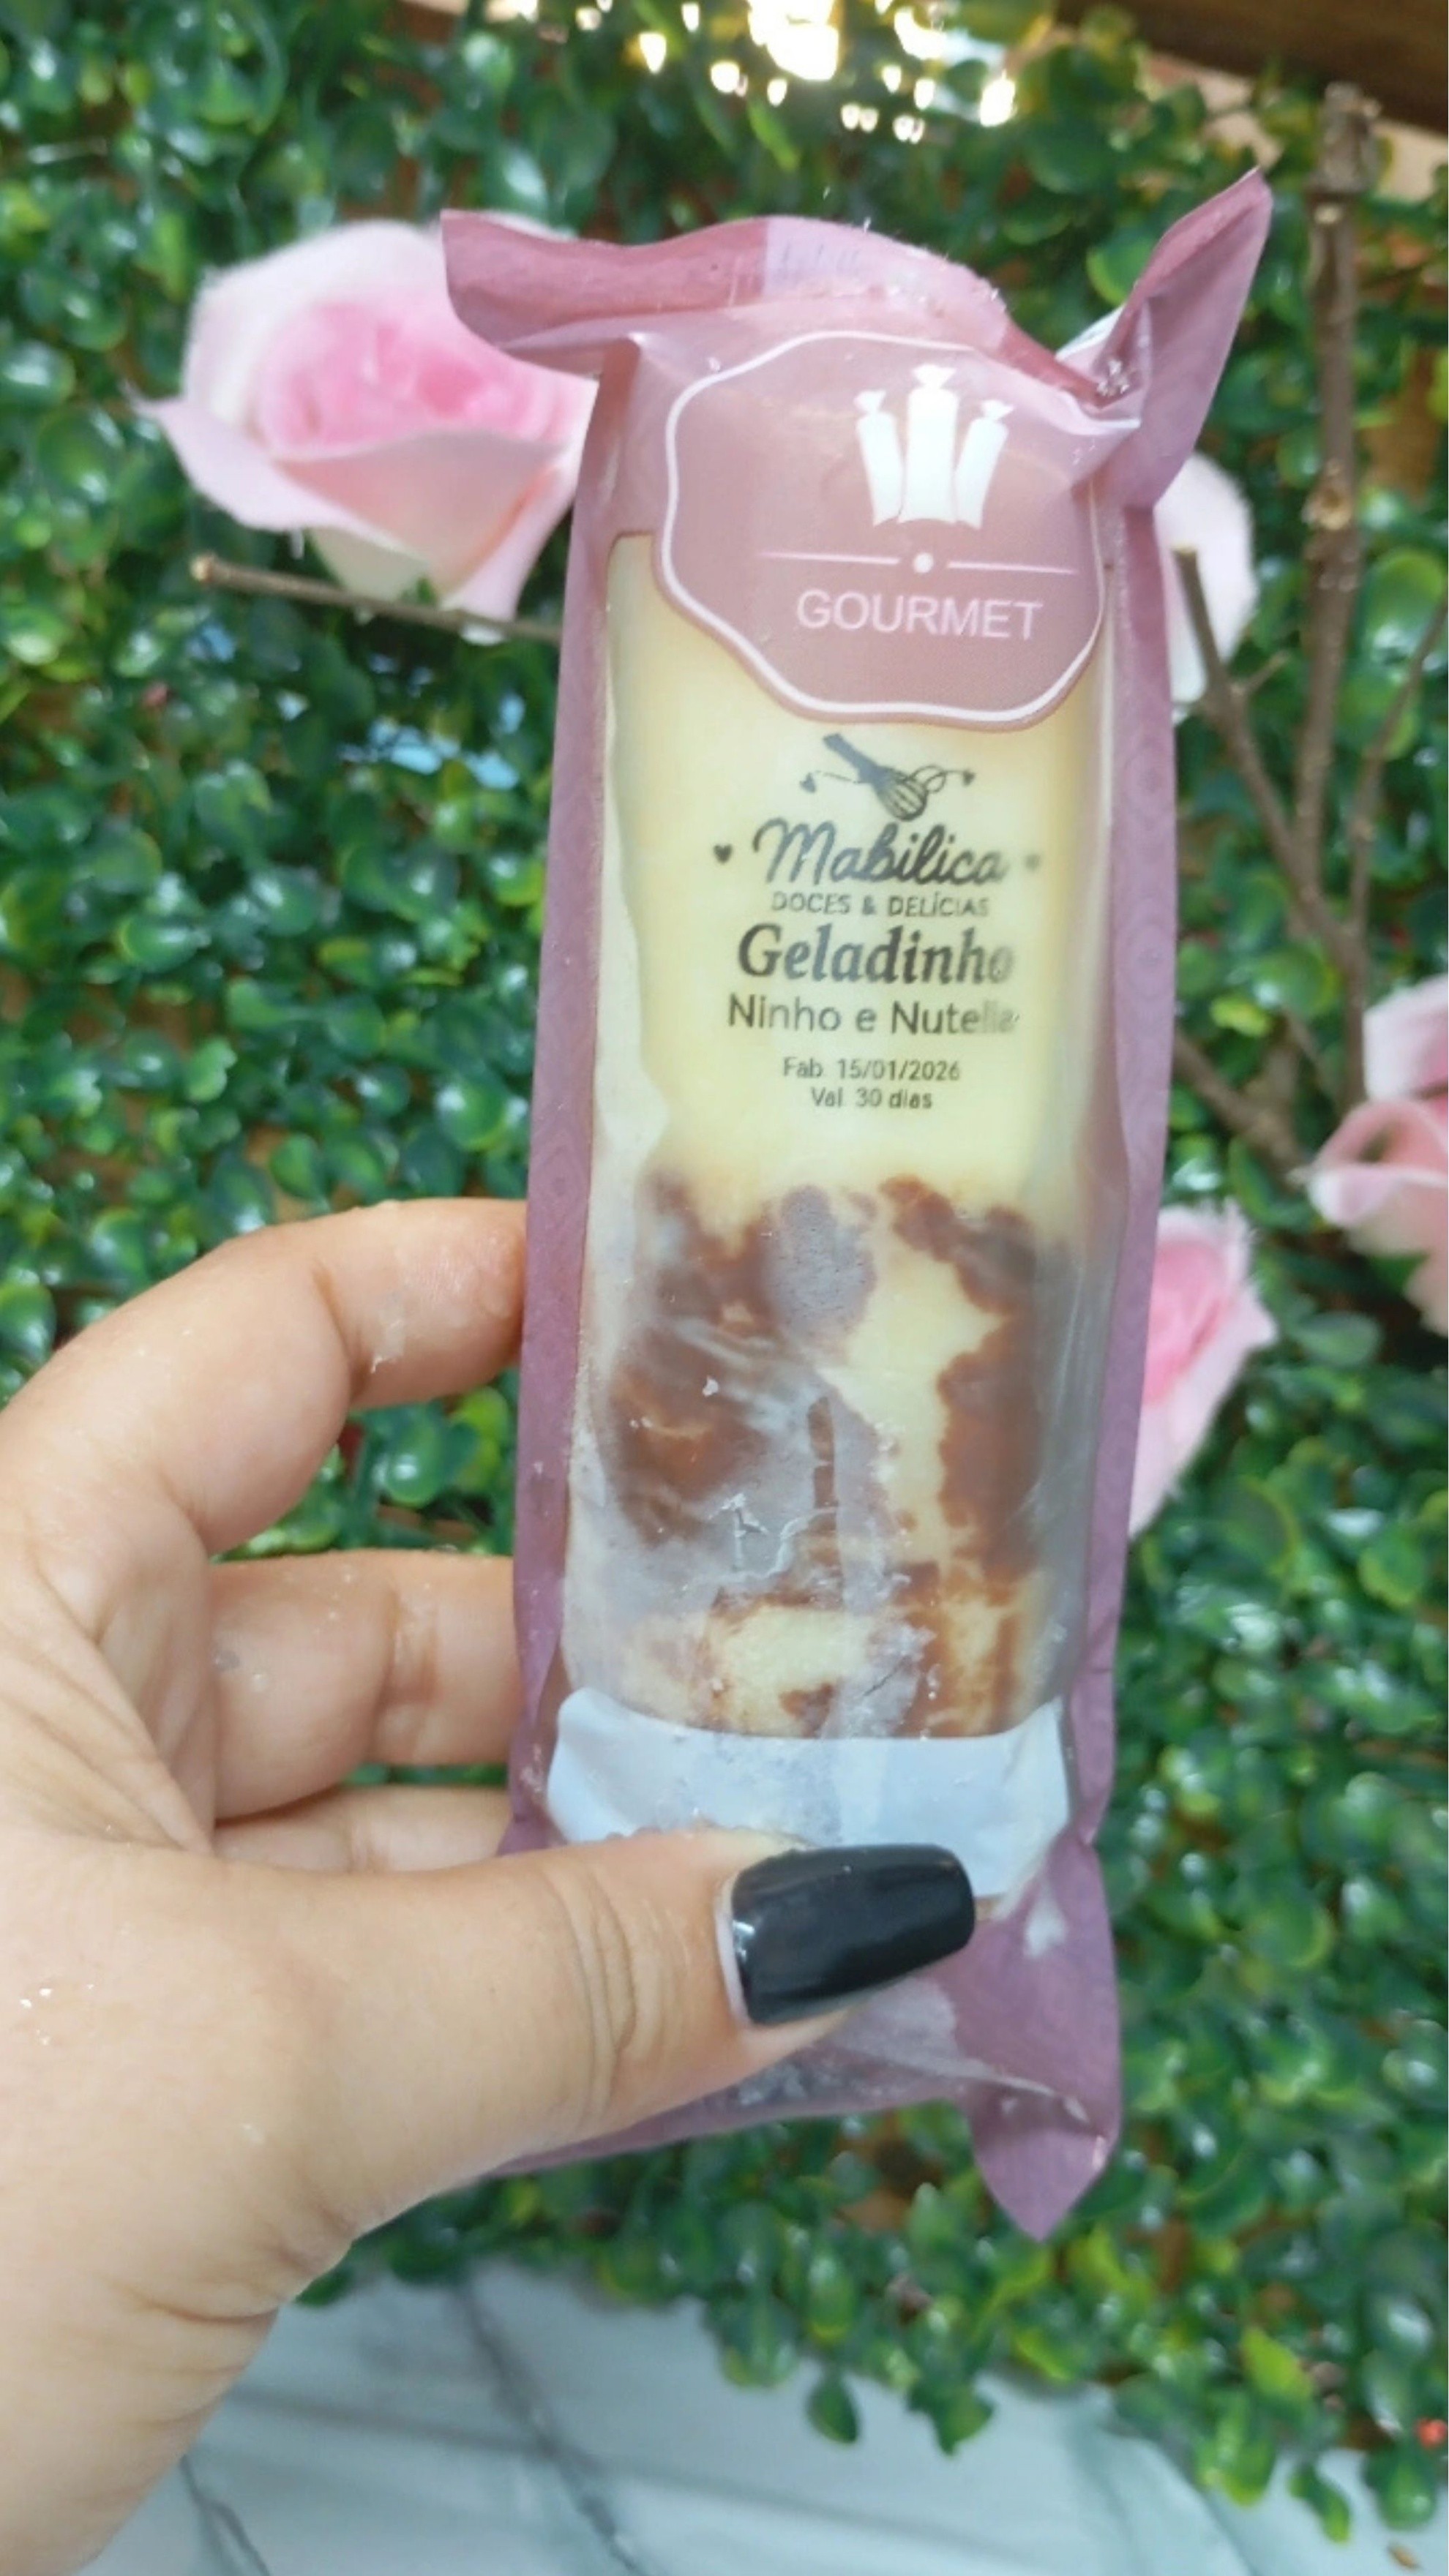 GOURMET
Mabilica
DOCES & DELÍCIAS
Geladinho
Ninho e Nutella
Fab. 15/01/2026
Val. 30 dias